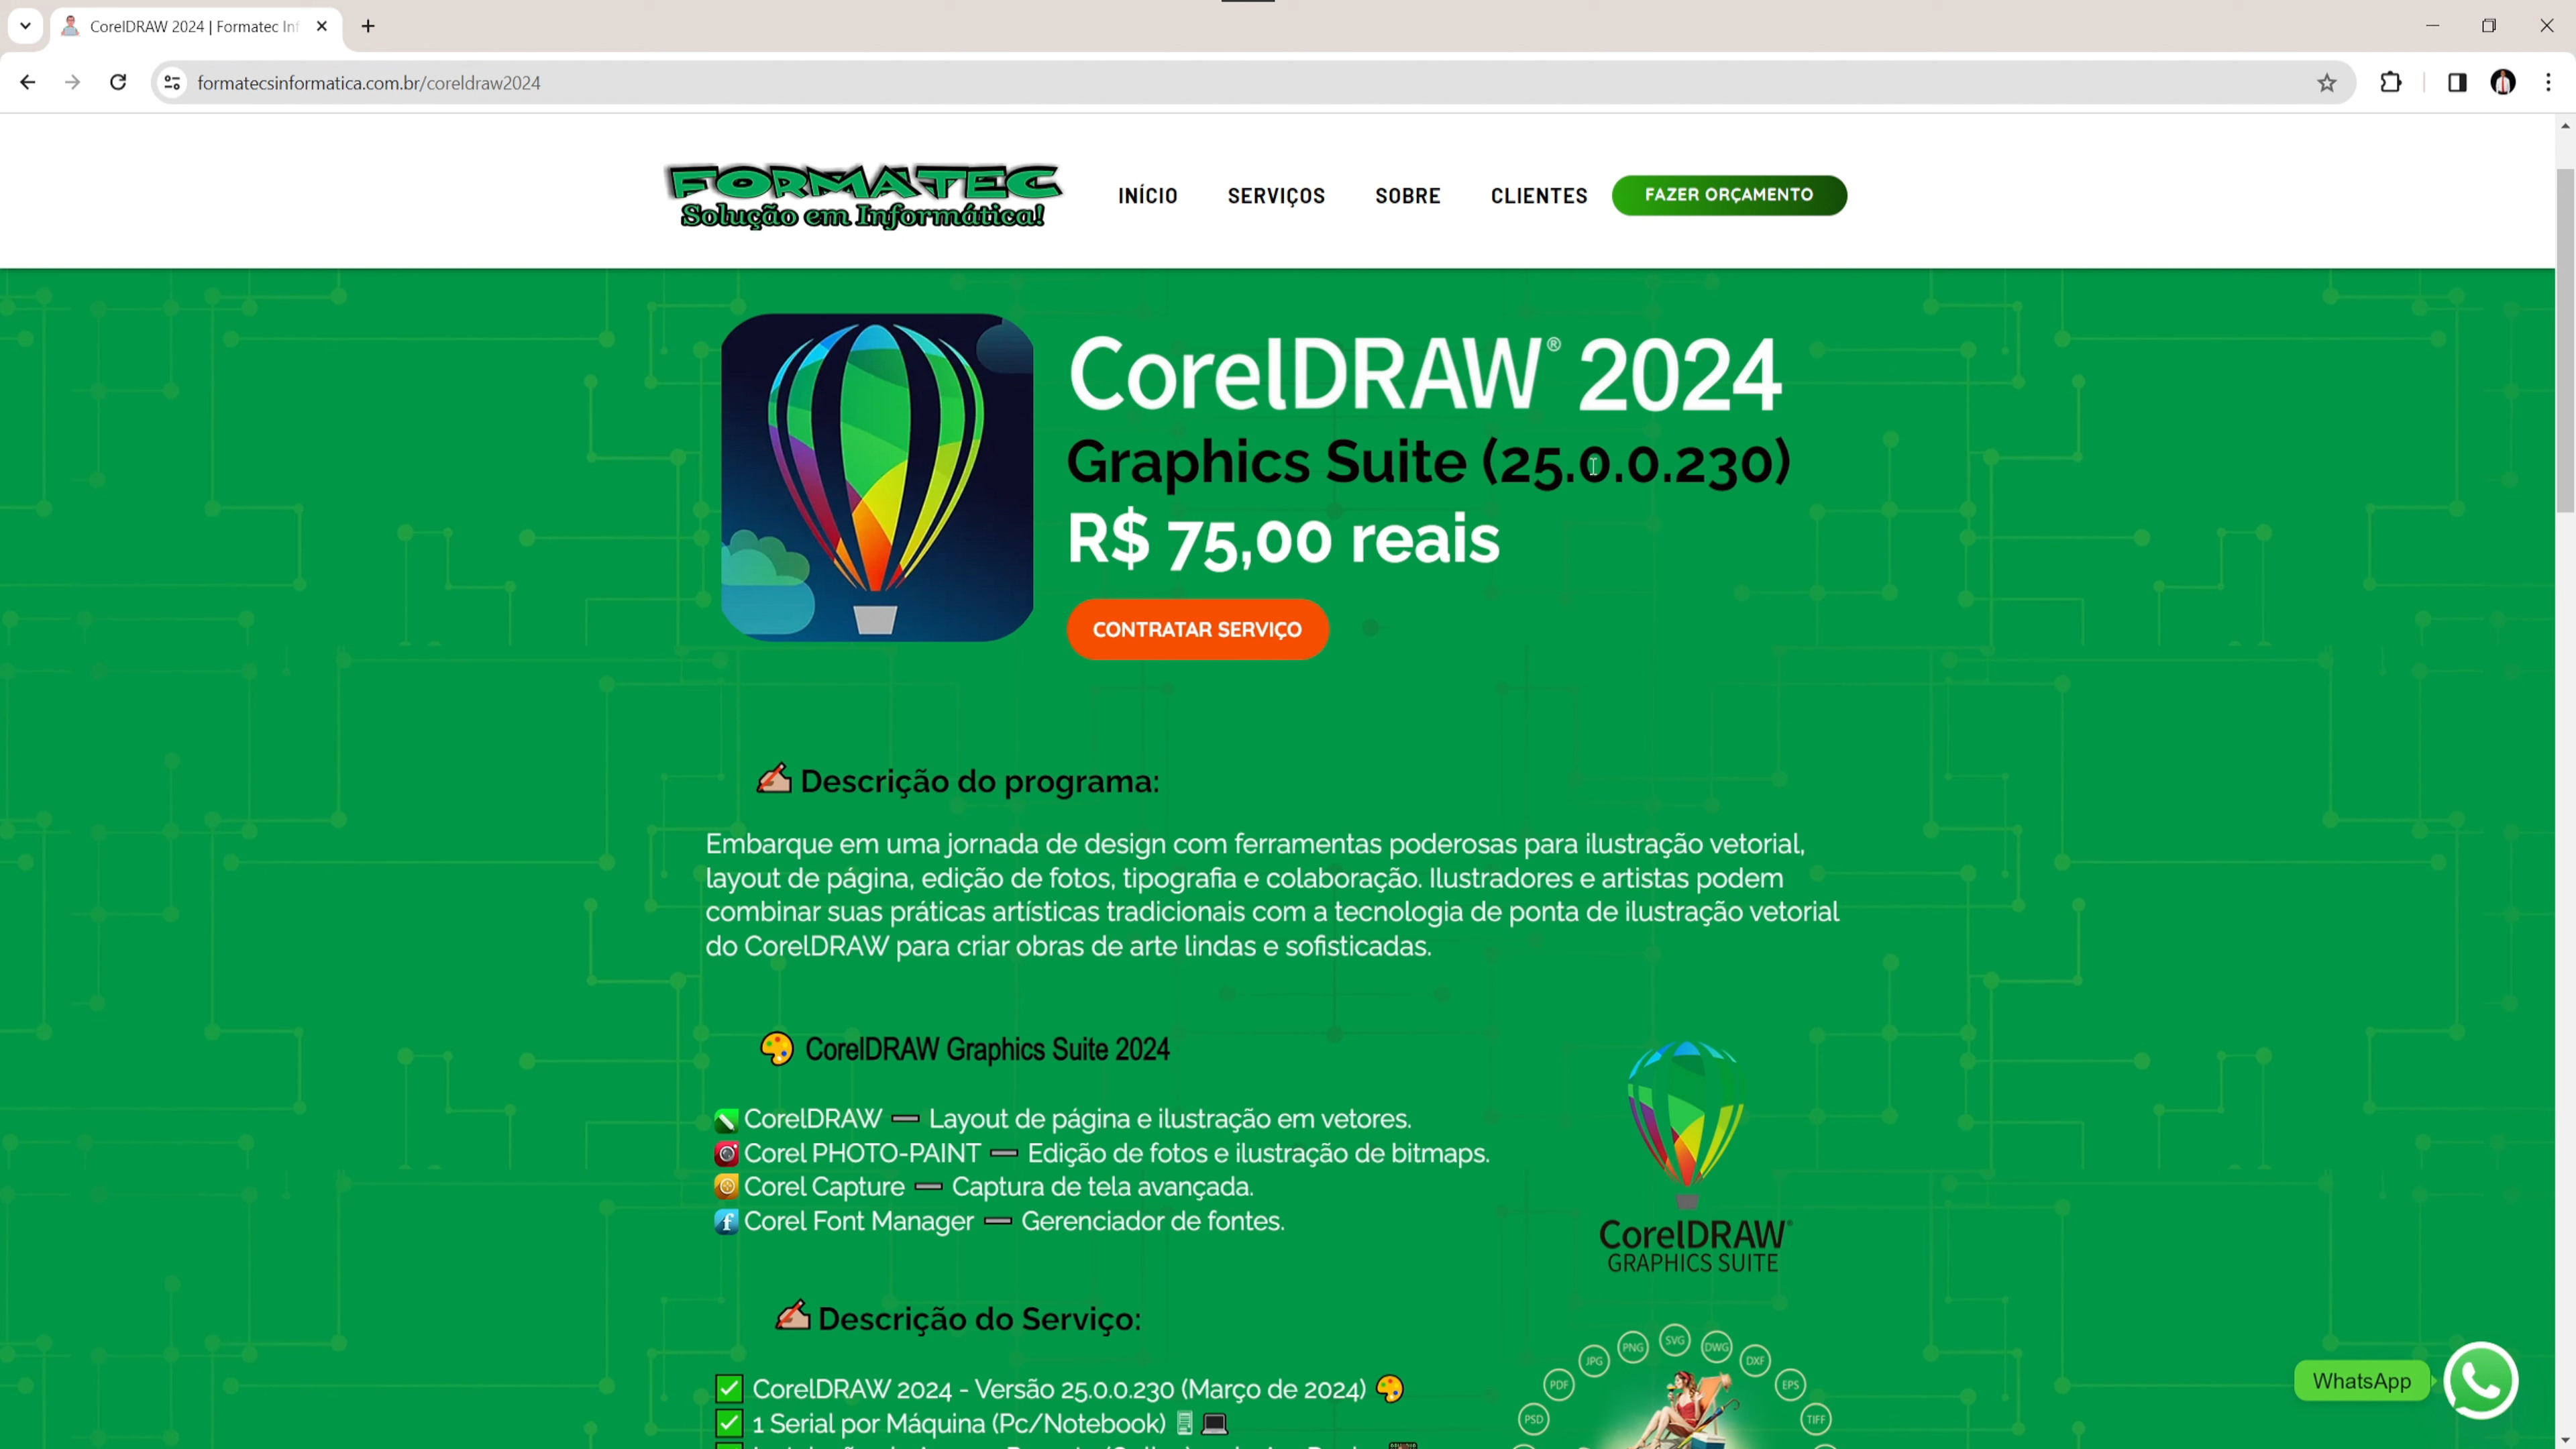 CorelDRAW 2024 | Formatec Inf
formatecsinformatica.com.br/coreldraw2024
FORMATEC
Solução em Informática!
INÍCIO SERVIÇOS SOBRE CLIENTES FAZER ORÇAMENTO
CorelDRAW® 2024
Graphics Suite (25.0.0.230)
R$ 75,00 reais
CONTRATAR SERVIÇO
✍ Descrição do programa:
Embarque em uma jornada de design com ferramentas poderosas para ilustração vetorial,
layout de página, edição de fotos, tipografia e colaboração. Ilustradores e artistas podem
combinar suas práticas artísticas tradicionais com a tecnologia de ponta de ilustração vetorial
do CorelDRAW para criar obras de arte lindas e sofisticadas.
🎨 CorelDRAW Graphics Suite 2024
CorelDRAW ➖ Layout de página e ilustração em vetores.
Corel PHOTO-PAINT ➖ Edição de fotos e ilustração de bitmaps.
Corel Capture ➖ Captura de tela avançada.
Corel Font Manager ➖ Gerenciador de fontes.
CorelDRAW®
GRAPHICS SUITE
✍ Descrição do Serviço:
✅ CorelDRAW 2024 - Versão 25.0.0.230 (Março de 2024) 🎨
✅ 1 Serial por Máquina (Pc/Notebook) 🖥💻
PSD PDF JPG PNG SVG DWG DXF EPS TIFF
WhatsApp